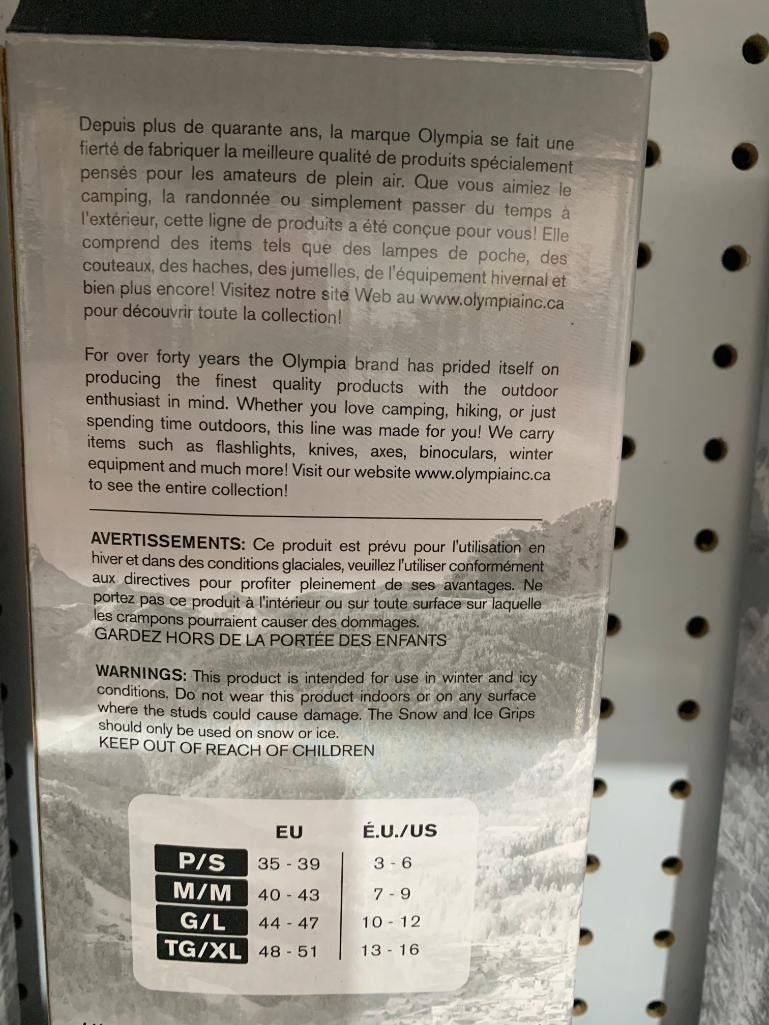 Depuis plus de quarante ans, la marque Olympia se fait une
fierté de fabriquer la meilleure qualité de produits spécialement
pensés pour les amateurs de plein air. Que vous aimiez le
camping, la randonnée ou simplement passer du temps à
l'extérieur, cette ligne de produits a été conçue pour vous! Elle
comprend des items tels que des lampes de poche, des
couteaux, des haches, des jumelles, de l'équipement hivernal et
bien plus encore! Visitez notre site Web au www.olympiainc.ca
pour découvrir toute la collection!
For over forty years the Olympia brand has prided itself on
producing the finest quality products with the outdoor
enthusiast in mind. Whether you love camping, hiking, or just
spending time outdoors, this line was made for you! We carry
items such as flashlights, knives, axes, binoculars, winter
equipment and much more! Visit our website www.olympiainc.ca
to see the entire collection!
AVERTISSEMENTS: Ce produit est prévu pour l'utilisation en
hiver et dans des conditions glaciales, veuillez l'utiliser conformément
aux directives pour profiter pleinement de ses avantages. Ne
portez pas ce produit à l'intérieur ou sur toute surface sur laquelle
les crampons pourraient causer des dommages.
GARDEZ HORS DE LA PORTÉE DES ENFANTS
WARNINGS: This product is intended for use in winter and icy
conditions. Do not wear this product indoors or on any surface
where the studs could cause damage. The Snow and Ice Grips
should only be used on snow or ice.
KEEP OUT OF REACH OF CHILDREN
EU É.U./US
P/S 35 - 39 3 - 6
M/M 40 - 43 7 - 9
G/L 44 - 47 10 - 12
TG/XL 48 - 51 13 - 16